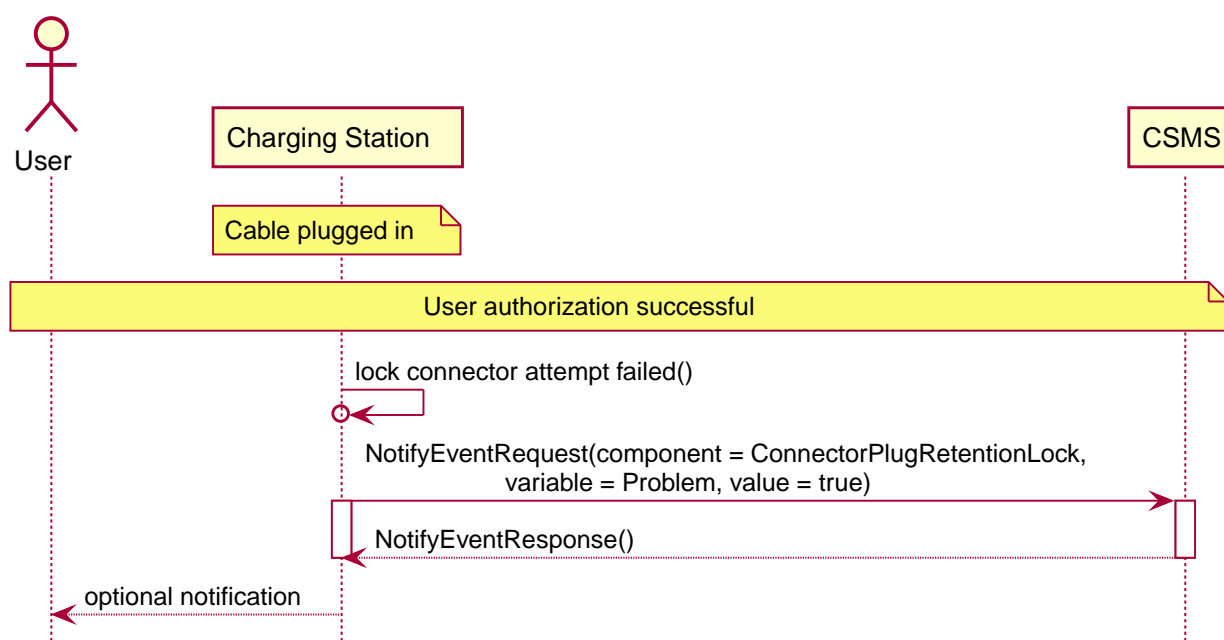 User
Charging Station
CSMS
Cable plugged in
User authorization successful
lock connector attempt failed()
NotifyEventRequest(component = ConnectorPlugRetentionLock,
variable = Problem, value = true)
NotifyEventResponse()
optional notification